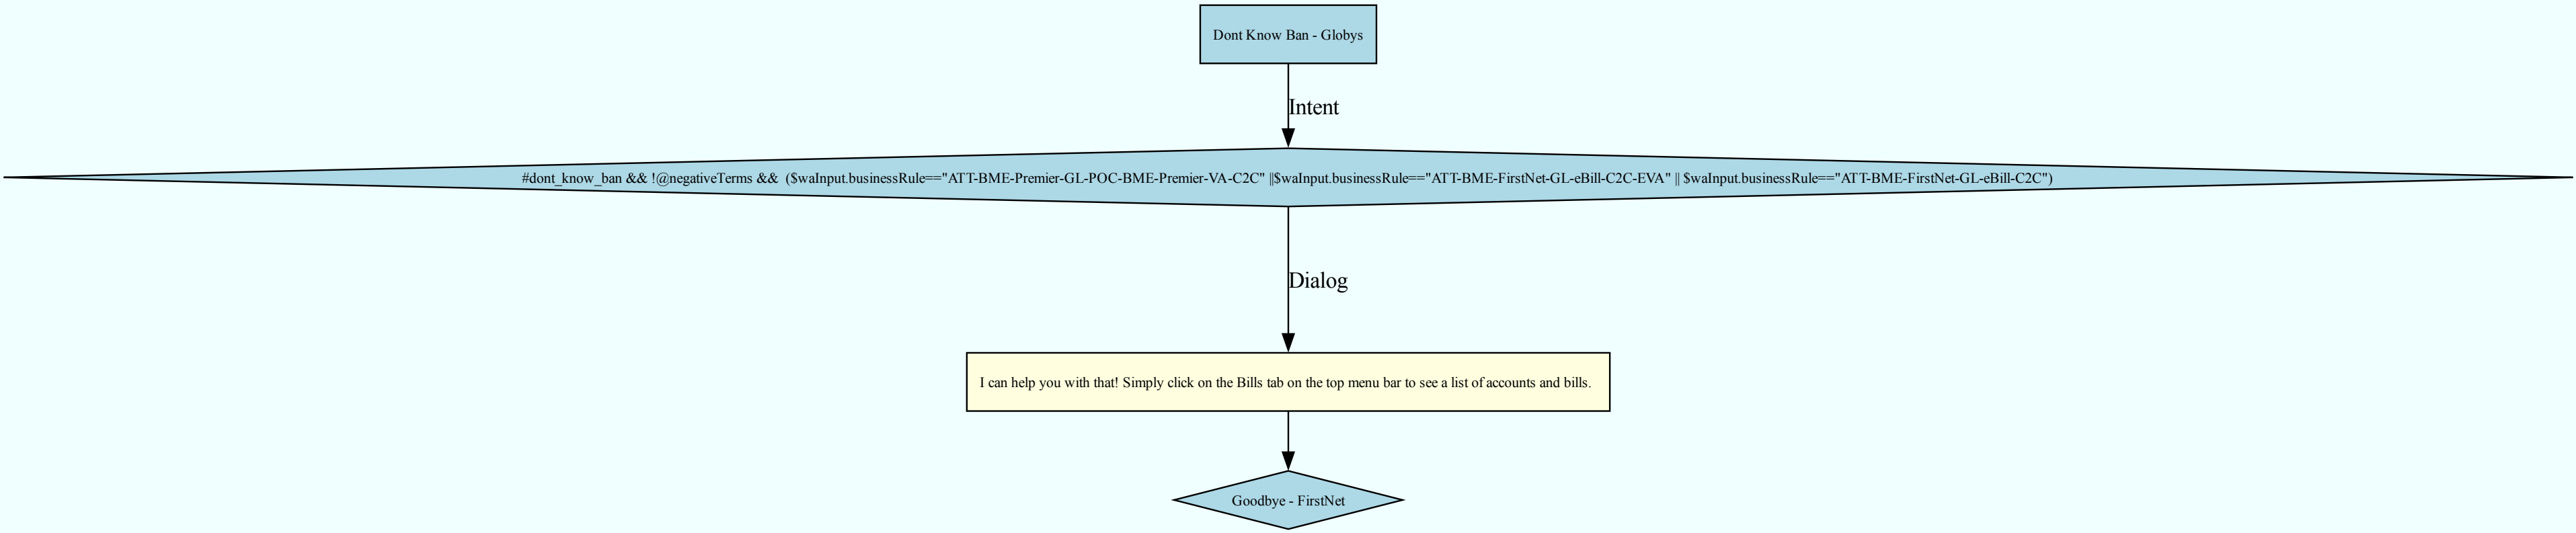 Dont Know Ban - Globys
Intent
#dont_know_ban && !@negativeTerms &&  ($waInput.businessRule=="ATT-BME-Premier-GL-POC-BME-Premier-VA-C2C" ||$waInput.businessRule=="ATT-BME-FirstNet-GL-eBill-C2C-EVA" || $waInput.businessRule=="ATT-BME-FirstNet-GL-eBill-C2C")
Dialog
I can help you with that! Simply click on the Bills tab on the top menu bar to see a list of accounts and bills.
Goodbye - FirstNet